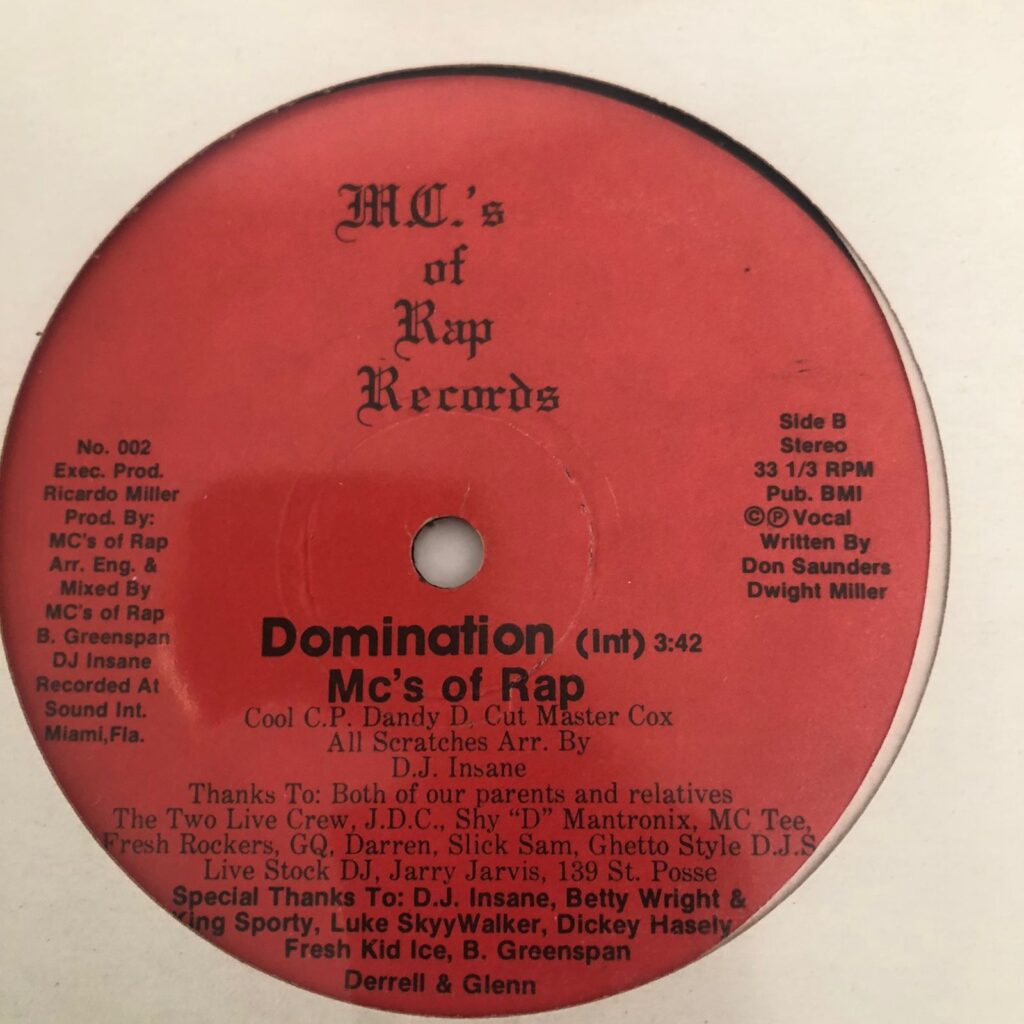 M.C.'s
of
Rap
Records
No. 002
Exec. Prod.
Ricardo Miller
Prod. By:
MC's of Rap
Arr. Eng. &
Mixed By
MC's of Rap
B. Greenspan
DJ Insane
Recorded At
Sound Int.
Miami,Fla.
Side B
Stereo
33 1/3 RPM
Pub. BMI
©℗ Vocal
Written By
Don Saunders
Dwight Miller
Domination (Int) 3:42
Mc's of Rap
Cool C.P. Dandy D. Cut Master Cox
All Scratches Arr. By
D.J. Insane
Thanks To: Both of our parents and relatives
The Two Live Crew, J.D.C., Shy "D" Mantronix, MC Tee,
Fresh Rockers, GQ, Darren, Slick Sam, Ghetto Style D.J.S
Live Stock DJ, Jarry Jarvis, 139 St. Posse
Special Thanks To: D.J. Insane, Betty Wright &
King Sporty, Luke SkyyWalker, Dickey Hasely
Fresh Kid Ice, B. Greenspan
Derrell & Glenn